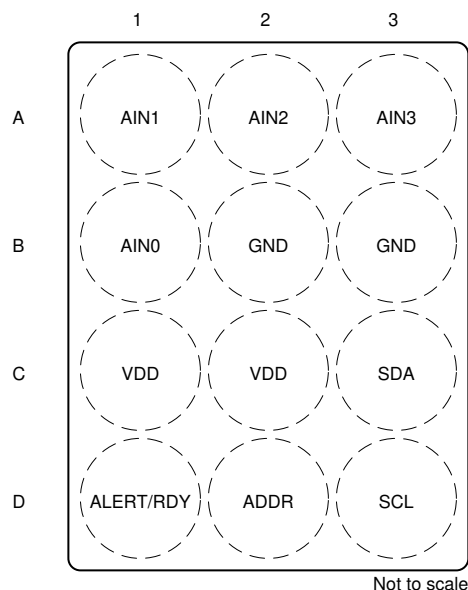 1 2 3
A AIN1 AIN2 AIN3
B AIN0 GND GND
C VDD VDD SDA
D ALERT/RDY ADDR SCL
Not to scale